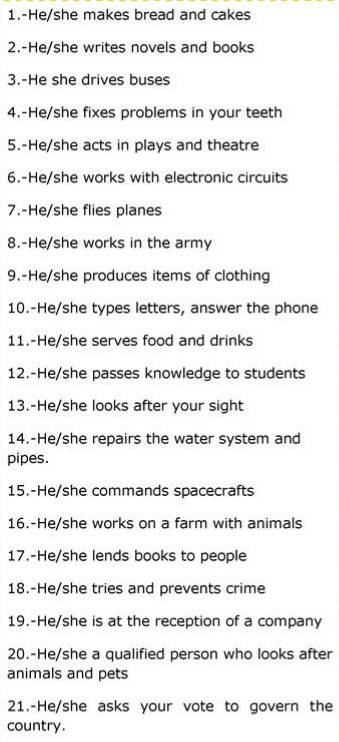 1.-He/she makes bread and cakes
2.-He/she writes novels and books
3.-He she drives buses
4.-He/she fixes problems in your teeth
5.-He/she acts in plays and theatre
6.-He/she works with electronic circuits
7.-He/she flies planes
8.-He/she works in the army
9.-He/she produces items of clothing
10.-He/she types letters, answer the phone
11.-He/she serves food and drinks
12.-He/she passes knowledge to students
13.-He/she looks after your sight
14.-He/she repairs the water system and
pipes.
15.-He/she commands spacecrafts
16.-He/she works on a farm with animals
17.-He/she lends books to people
18.-He/she tries and prevents crime
19.-He/she is at the reception of a company
20.-He/she a qualified person who looks after
animals and pets
21.-He/she asks your vote to govern the
country.